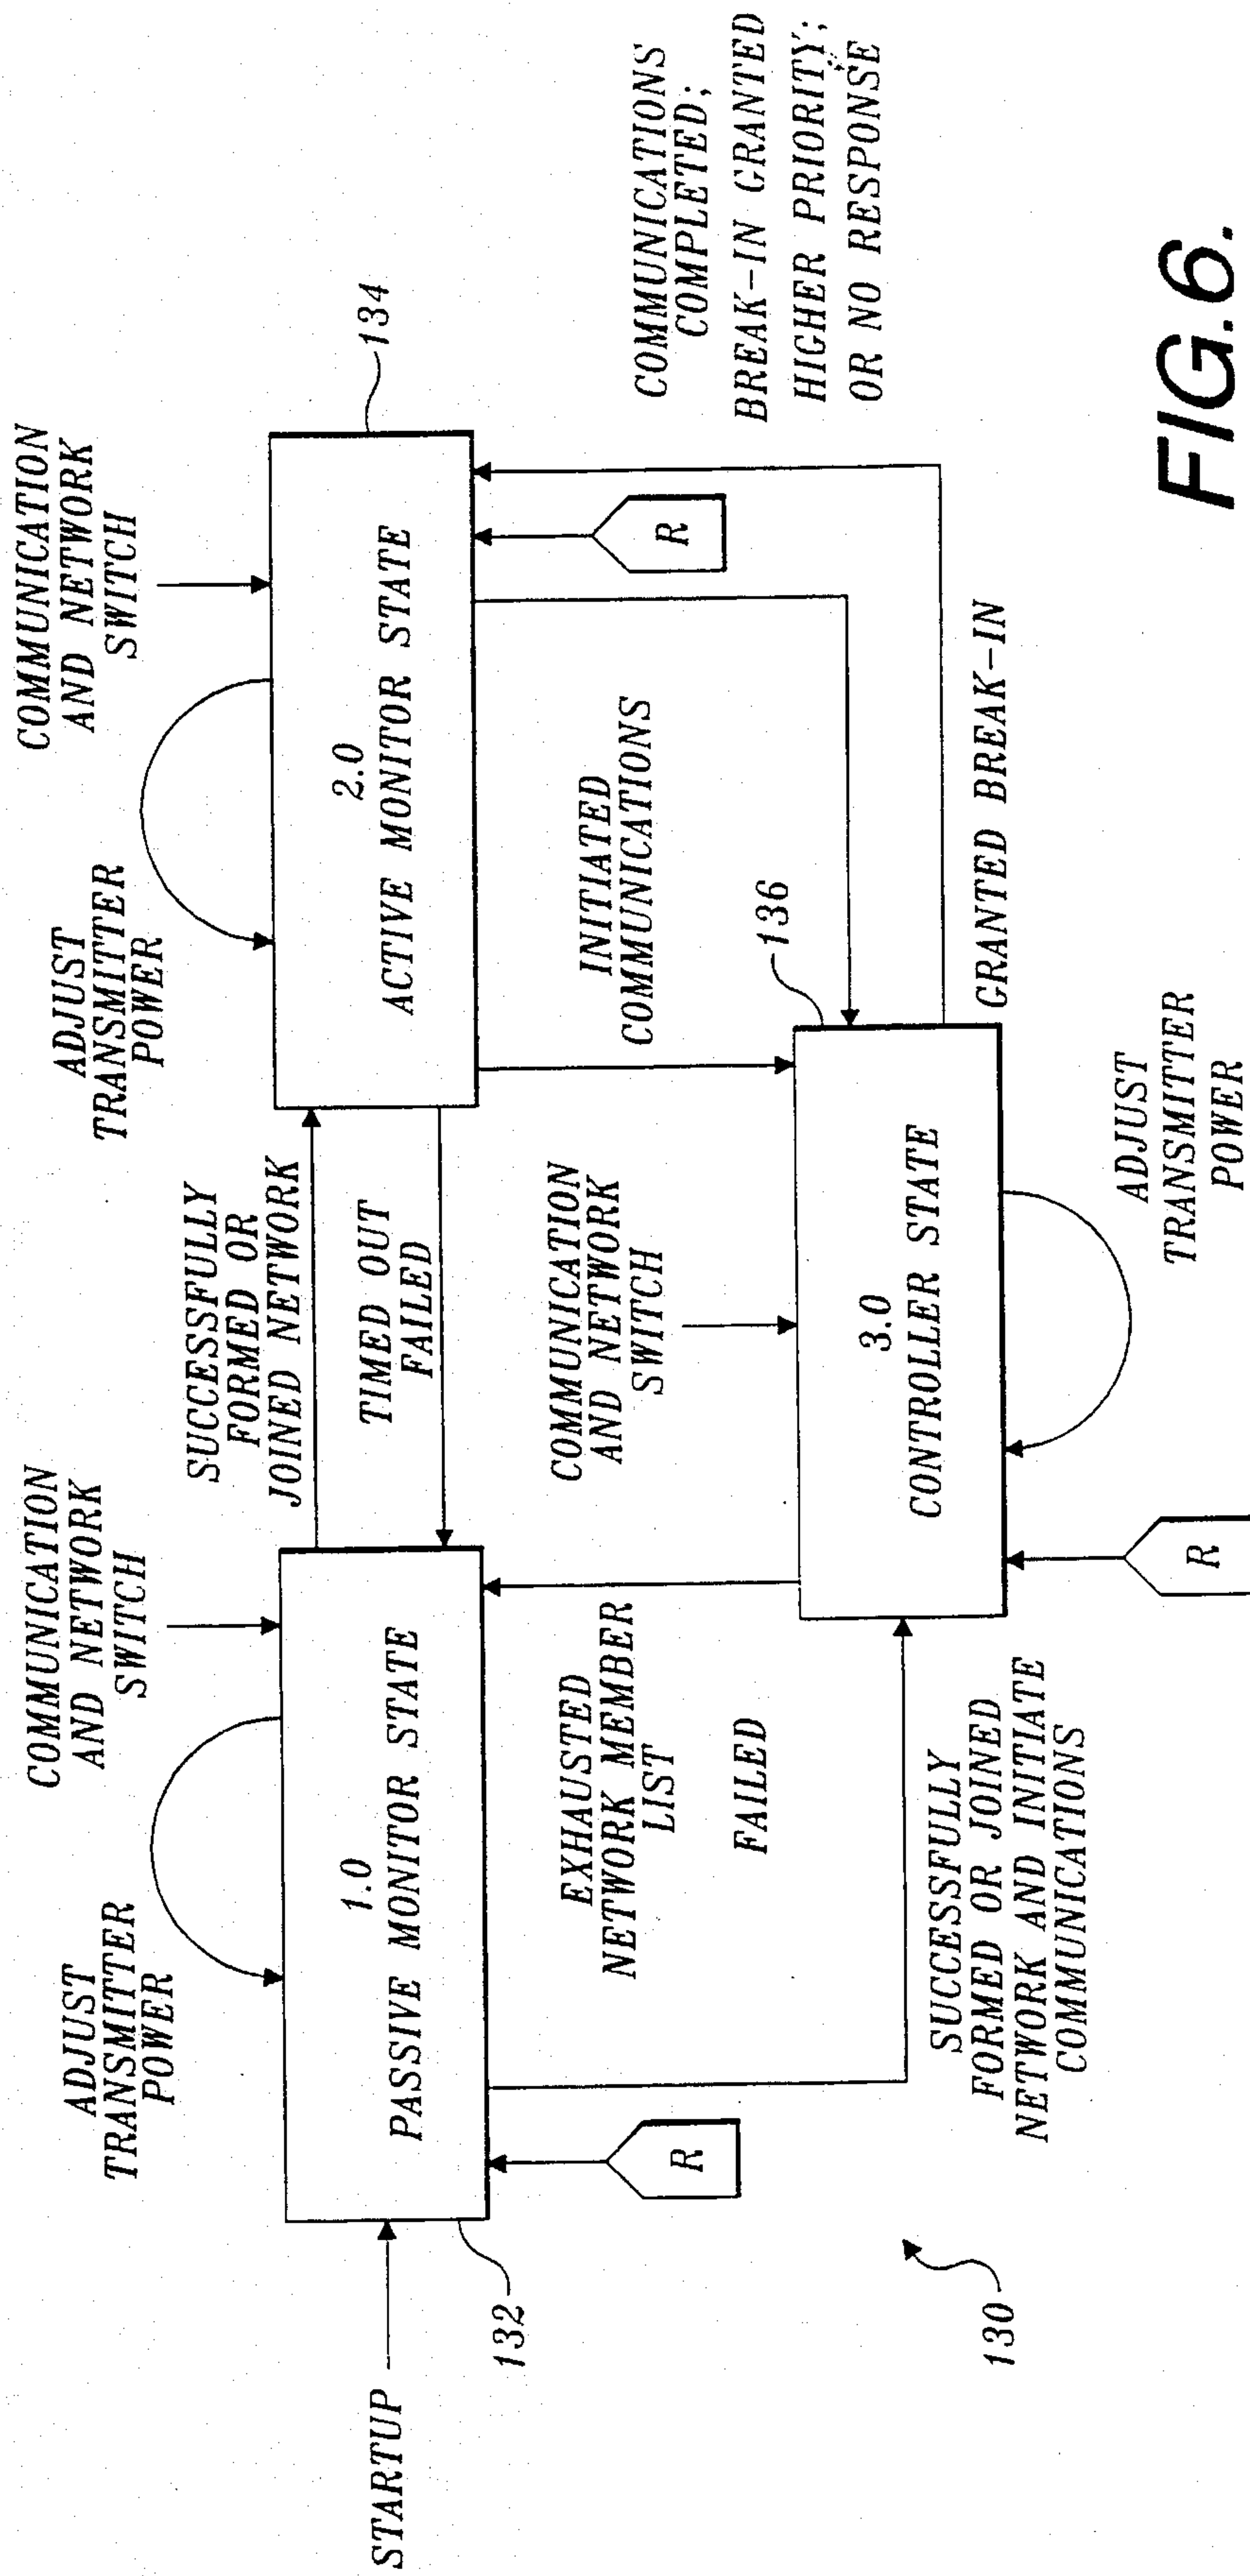 COMMUNICATION
AND NETWORK
SWITCH
COMMUNICATION
AND NETWORK
SWITCH
ADJUST
TRANSMITTER
POWER
ADJUST
TRANSMITTER
POWER
SUCCESSFULLY
FORMED OR
JOINED NETWORK
STARTUP
1.0
PASSIVE MONITOR STATE
2.0
ACTIVE MONITOR STATE
TIMED OUT
FAILED
132
134
R
R
EXHAUSTED
NETWORK MEMBER
LIST
FAILED
COMMUNICATION
AND NETWORK
SWITCH
INITIATED
COMMUNICATIONS
COMMUNICATIONS
COMPLETED;
BREAK-IN GRANTED
HIGHER PRIORITY;
OR NO RESPONSE
136
3.0
CONTROLLER STATE
SUCCESSFULLY
FORMED OR JOINED
NETWORK AND INITIATE
COMMUNICATIONS
GRANTED BREAK-IN
130
R
ADJUST
TRANSMITTER
POWER
FIG.6.